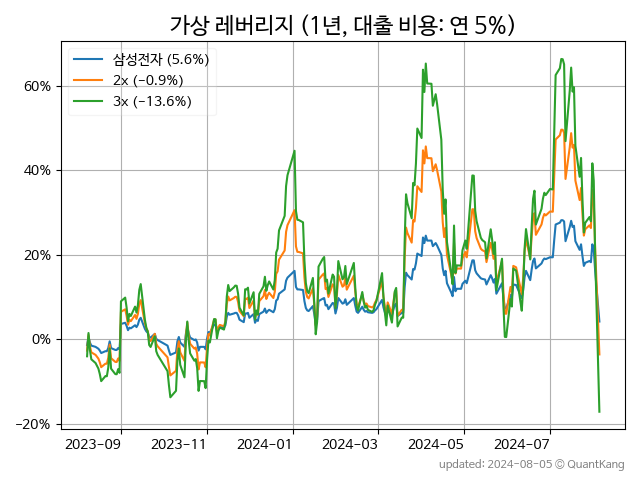 가상 레버리지 (1년, 대출 비용: 연 5%)
삼성전자 (5.6%)
2x (−0.9%)
3x (−13.6%)
60%
40%
20%
0%
−20%
2023-09
2023-11
2024-01
2024-03
2024-05
2024-07
updated: 2024-08-05 © QuantKang